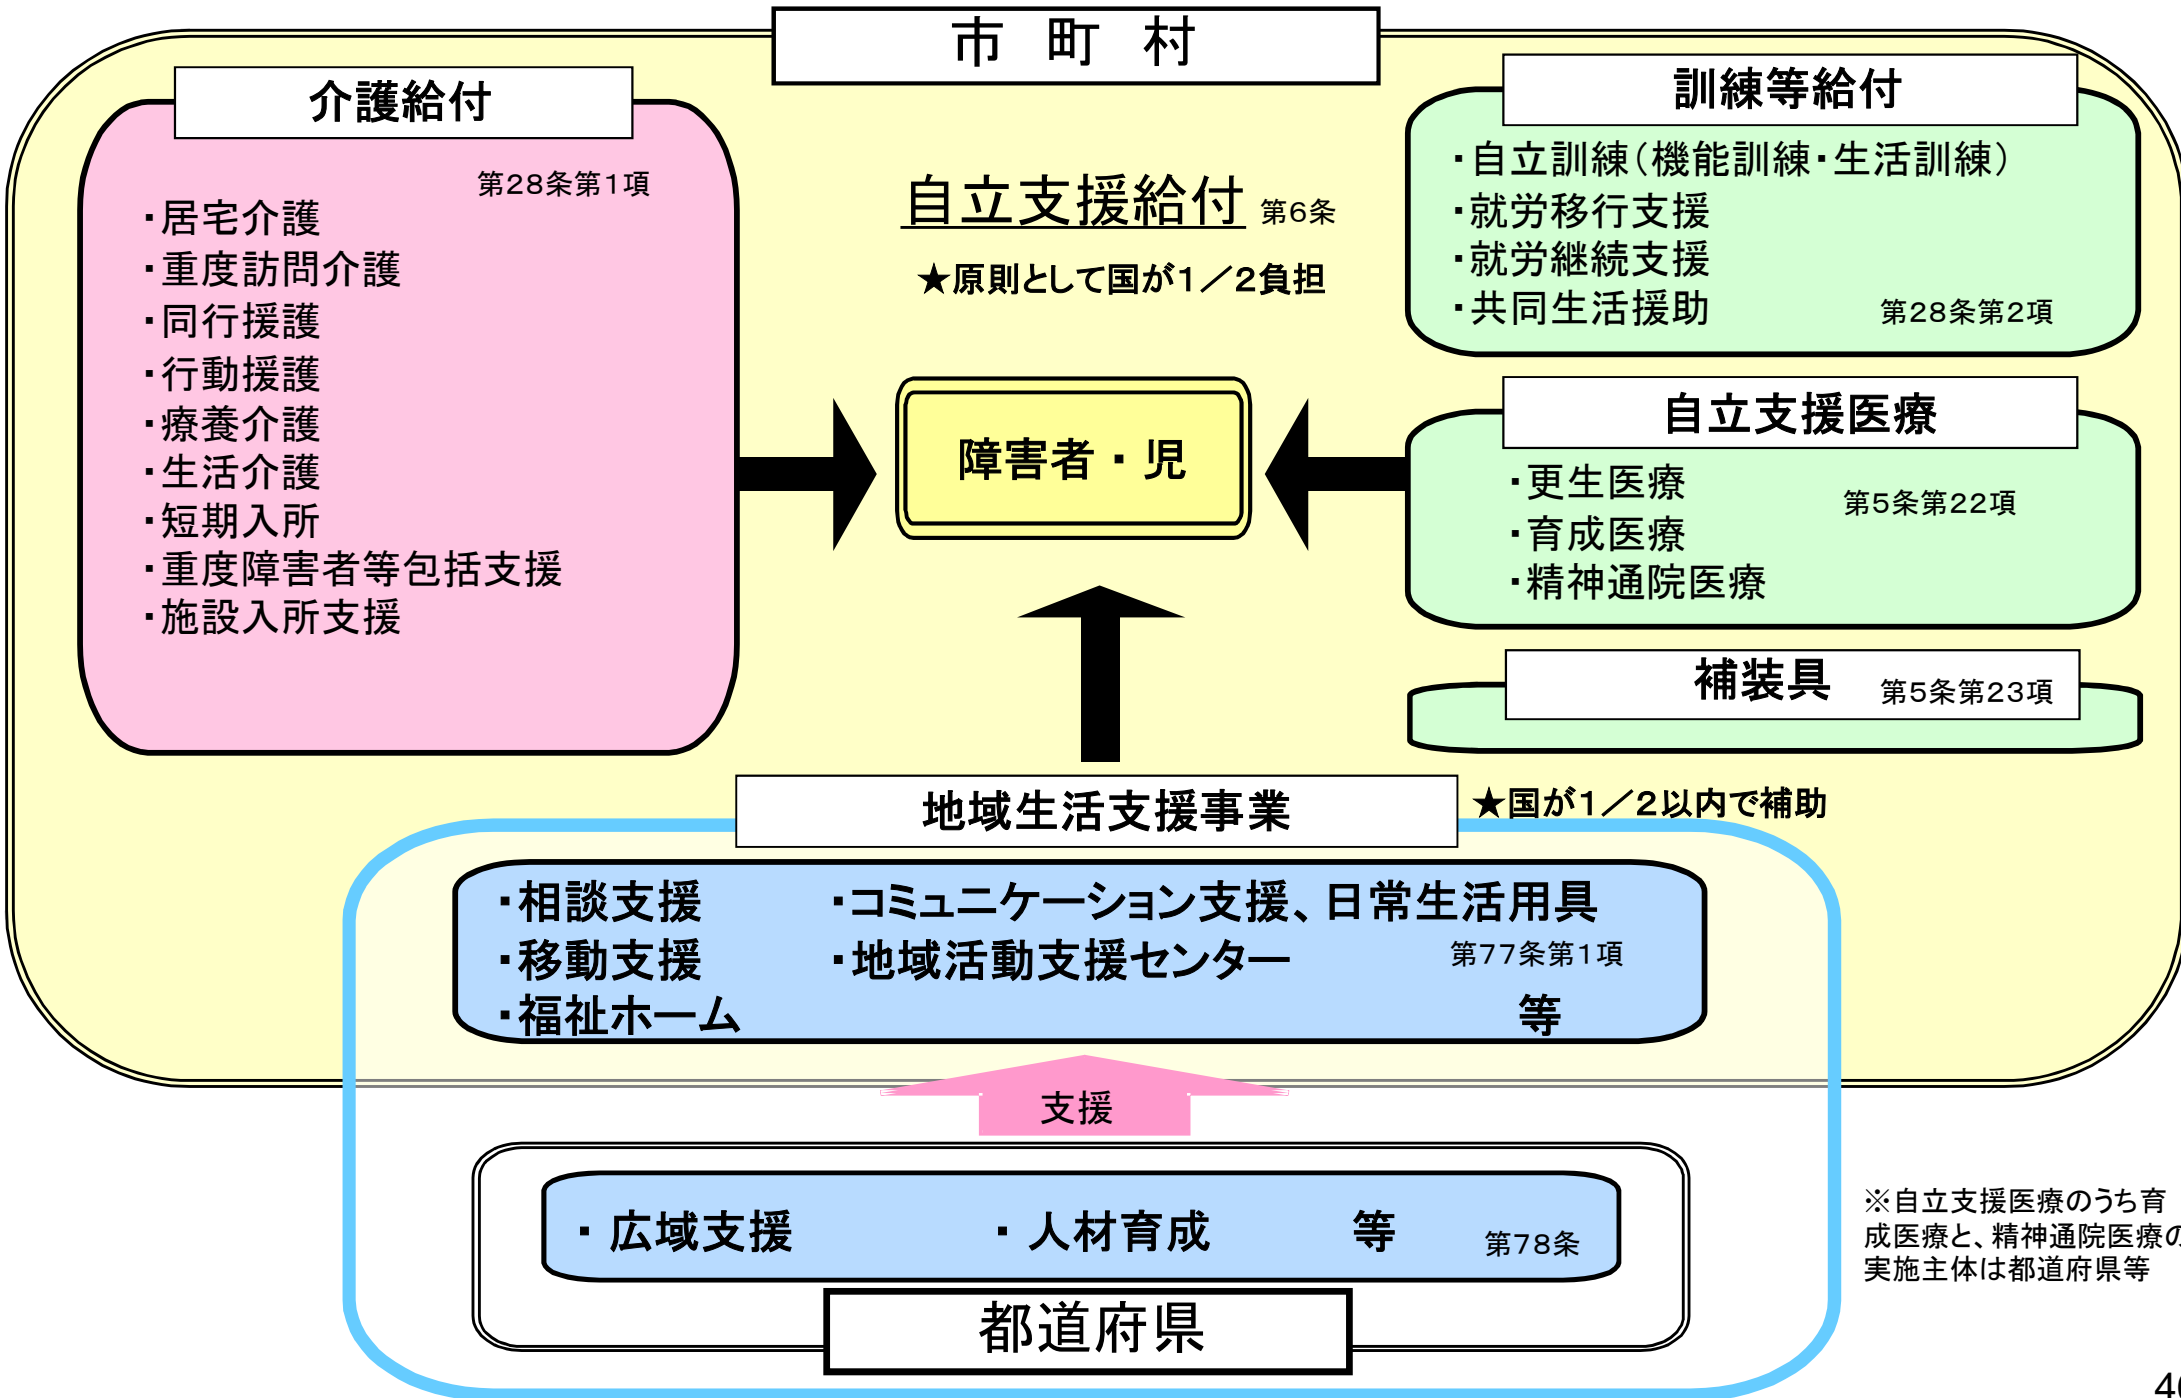 市 町 村
介護給付
第28条第1項
・居宅介護
・重度訪問介護
・同行援護
・行動援護
・療養介護
・生活介護
・短期入所
・重度障害者等包括支援
・施設入所支援
自立支援給付 第6条
★原則として国が1／2負担
障害者・児
訓練等給付
・自立訓練（機能訓練・生活訓練）
・就労移行支援
・就労継続支援
・共同生活援助 第28条第2項
自立支援医療
・更生医療
第5条第22項
・育成医療
・精神通院医療
補装具 第5条第23項
地域生活支援事業
★国が1／2以内で補助
・相談支援 ・コミュニケーション支援、日常生活用具
・移動支援 ・地域活動支援センター 第77条第1項
・福祉ホーム 等
支援
・広域支援 ・人材育成 等 第78条
都道府県
※自立支援医療のうち育
成医療と、精神通院医療の
実施主体は都道府県等